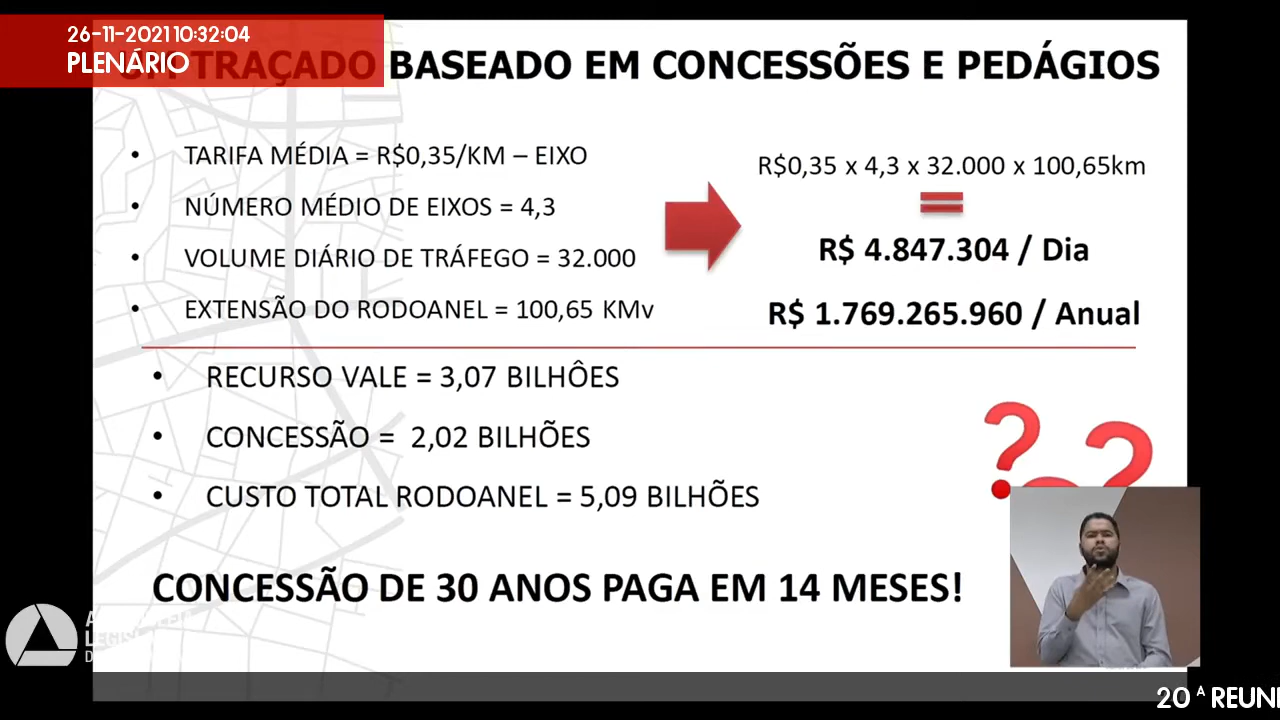 26-11-2021 10:32:04
PLENÁRIO
TRAÇADO BASEADO EM CONCESSÕES E PEDÁGIOS
• TARIFA MÉDIA = R$0,35/KM – EIXO
• NÚMERO MÉDIO DE EIXOS = 4,3
• VOLUME DIÁRIO DE TRÁFEGO = 32.000
• EXTENSÃO DO RODOANEL = 100,65 KMv
R$0,35 x 4,3 x 32.000 x 100,65km
=
R$ 4.847.304 / Dia
R$ 1.769.265.960 / Anual
• RECURSO VALE = 3,07 BILHÔES
• CONCESSÃO = 2,02 BILHÕES
• CUSTO TOTAL RODOANEL = 5,09 BILHÕES
? ?
CONCESSÃO DE 30 ANOS PAGA EM 14 MESES!
20ª REUNI